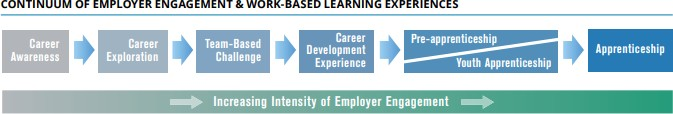 CONTINUUM OF EMPLOYER ENGAGEMENT & WORK-BASED LEARNING EXPERIENCES
Career
Awareness
Career
Exploration
Team-Based
Challenge
Career
Development
Experience
Pre-apprenticeship
Youth Apprenticeship
Apprenticeship
Increasing Intensity of Employer Engagement